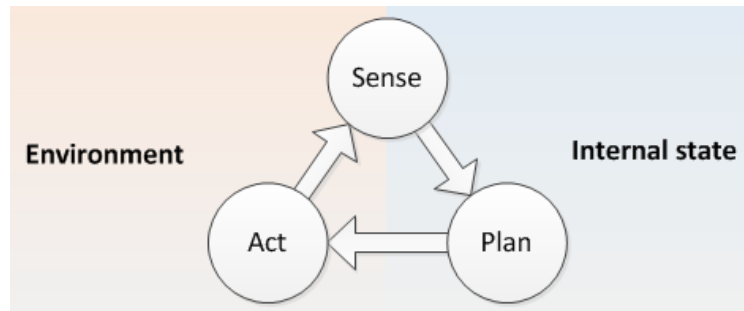 Sense
Environment
Internal state
Act
Plan